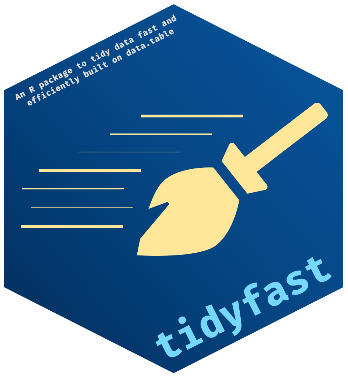 An R package to tidy data fast and
efficiently built on data.table
tidyfast